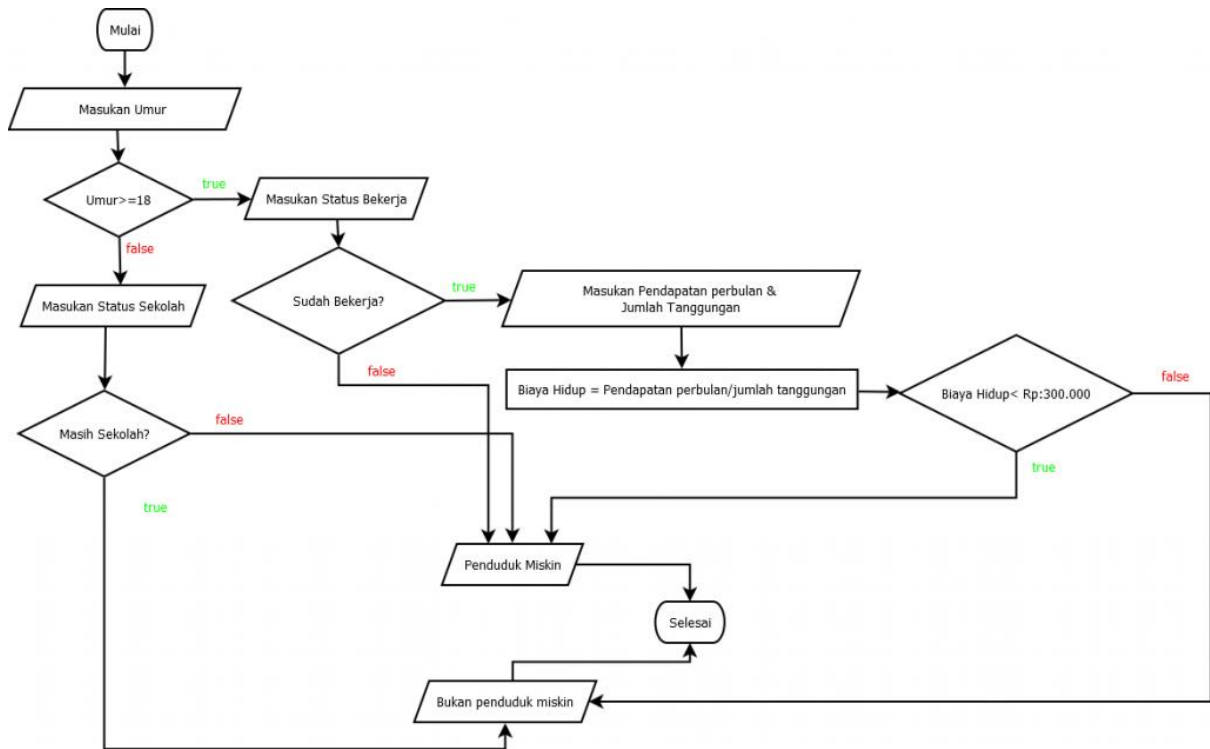 Mulai
Masukan Umur
Umur>=18
true
Masukan Status Bekerja
false
Masukan Status Sekolah
Sudah Bekerja?
true
Masukan Pendapatan perbulan &
Jumlah Tanggungan
false
Biaya Hidup = Pendapatan perbulan/jumlah tanggungan
Biaya Hidup< Rp:300.000
false
Masih Sekolah?
false
true
true
Penduduk Miskin
Selesai
Bukan penduduk miskin